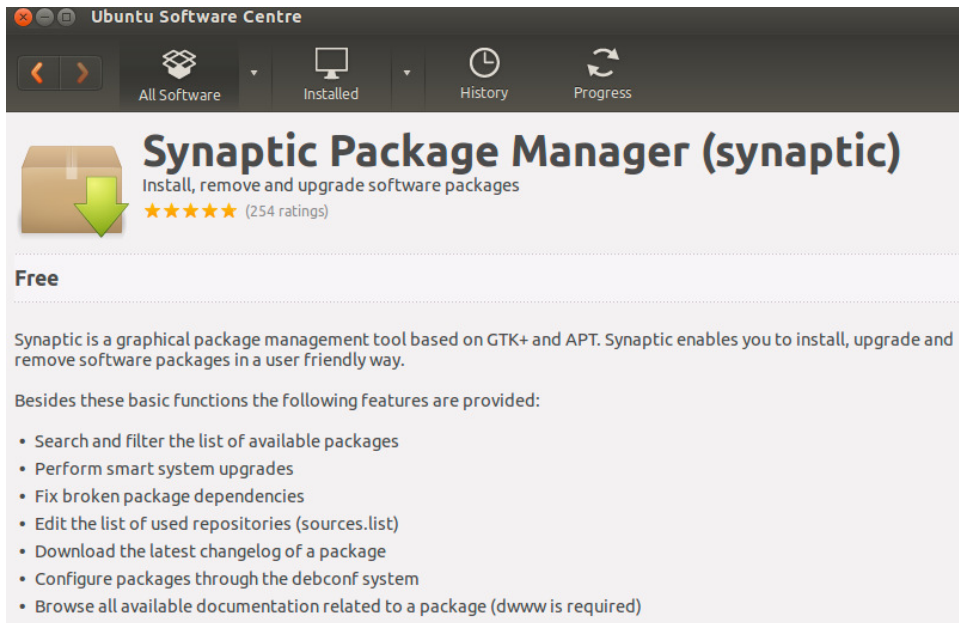 Ubuntu Software Centre
All Software
Installed
History
Progress
Synaptic Package Manager (synaptic)
Install, remove and upgrade software packages
(254 ratings)
Free
Synaptic is a graphical package management tool based on GTK+ and APT. Synaptic enables you to install, upgrade and
remove software packages in a user friendly way.
Besides these basic functions the following features are provided:
• Search and filter the list of available packages
• Perform smart system upgrades
• Fix broken package dependencies
• Edit the list of used repositories (sources.list)
• Download the latest changelog of a package
• Configure packages through the debconf system
• Browse all available documentation related to a package (dwww is required)